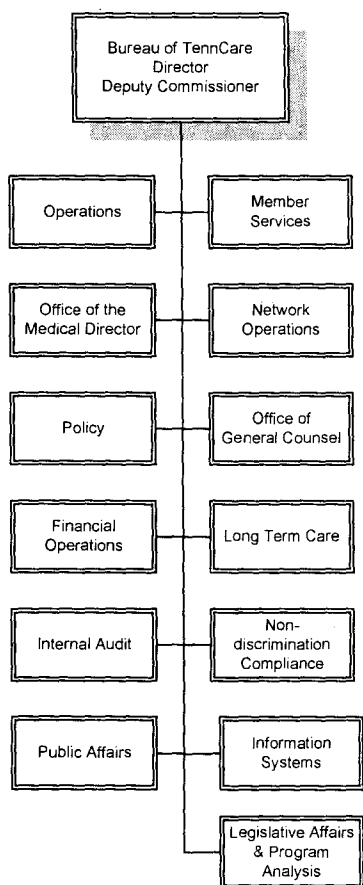 Bureau of TennCare
Director
Deputy Commissioner
Operations
Member
Services
Office of the
Medical Director
Network
Operations
Policy
Office of
General Counsel
Financial
Operations
Long Term Care
Internal Audit
Non-
discrimination
Compliance
Public Affairs
Information
Systems
Legislative Affairs
& Program
Analysis